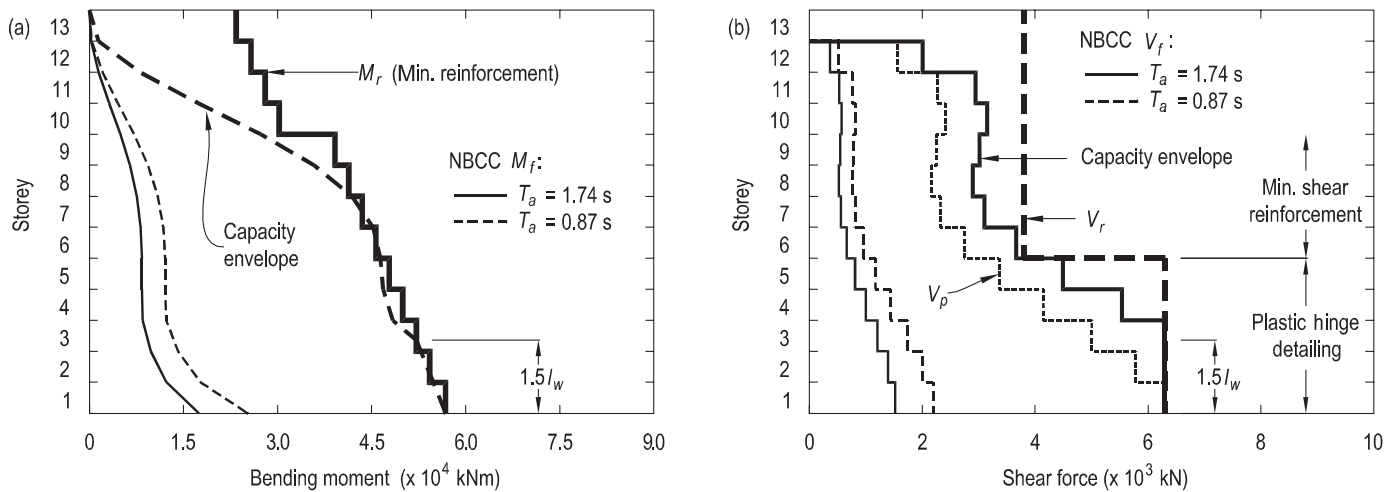 (a)
13
12
11
10
9
8
7
6
5
4
3
2
1
Storey
M_r (Min. reinforcement)
NBCC M_f:
T_a = 1.74 s
T_a = 0.87 s
Capacity
envelope
1.5 l_w
0 1.5 3.0 4.5 6.0 7.5 9.0
Bending moment (x 10^4 kNm)
(b)
13
12
11
10
9
8
7
6
5
4
3
2
1
Storey
NBCC V_f:
T_a = 1.74 s
T_a = 0.87 s
Capacity envelope
Min. shear
reinforcement
V_r
V_p
Plastic hinge
detailing
1.5 l_w
0 2 4 6 8 10
Shear force (x 10^3 kN)